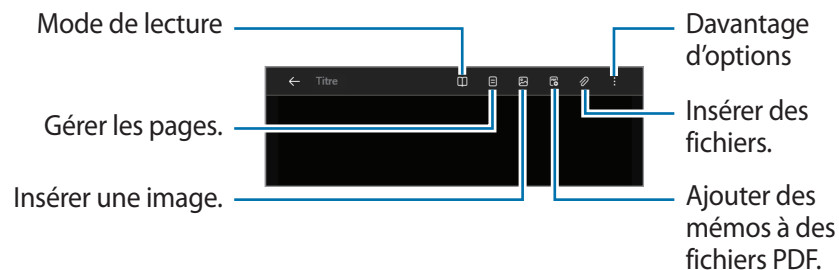 Mode de lecture
Davantage
d'options
Titre
Gérer les pages.
Insérer des
fichiers.
Insérer une image.
Ajouter des
mémos à des
fichiers PDF.